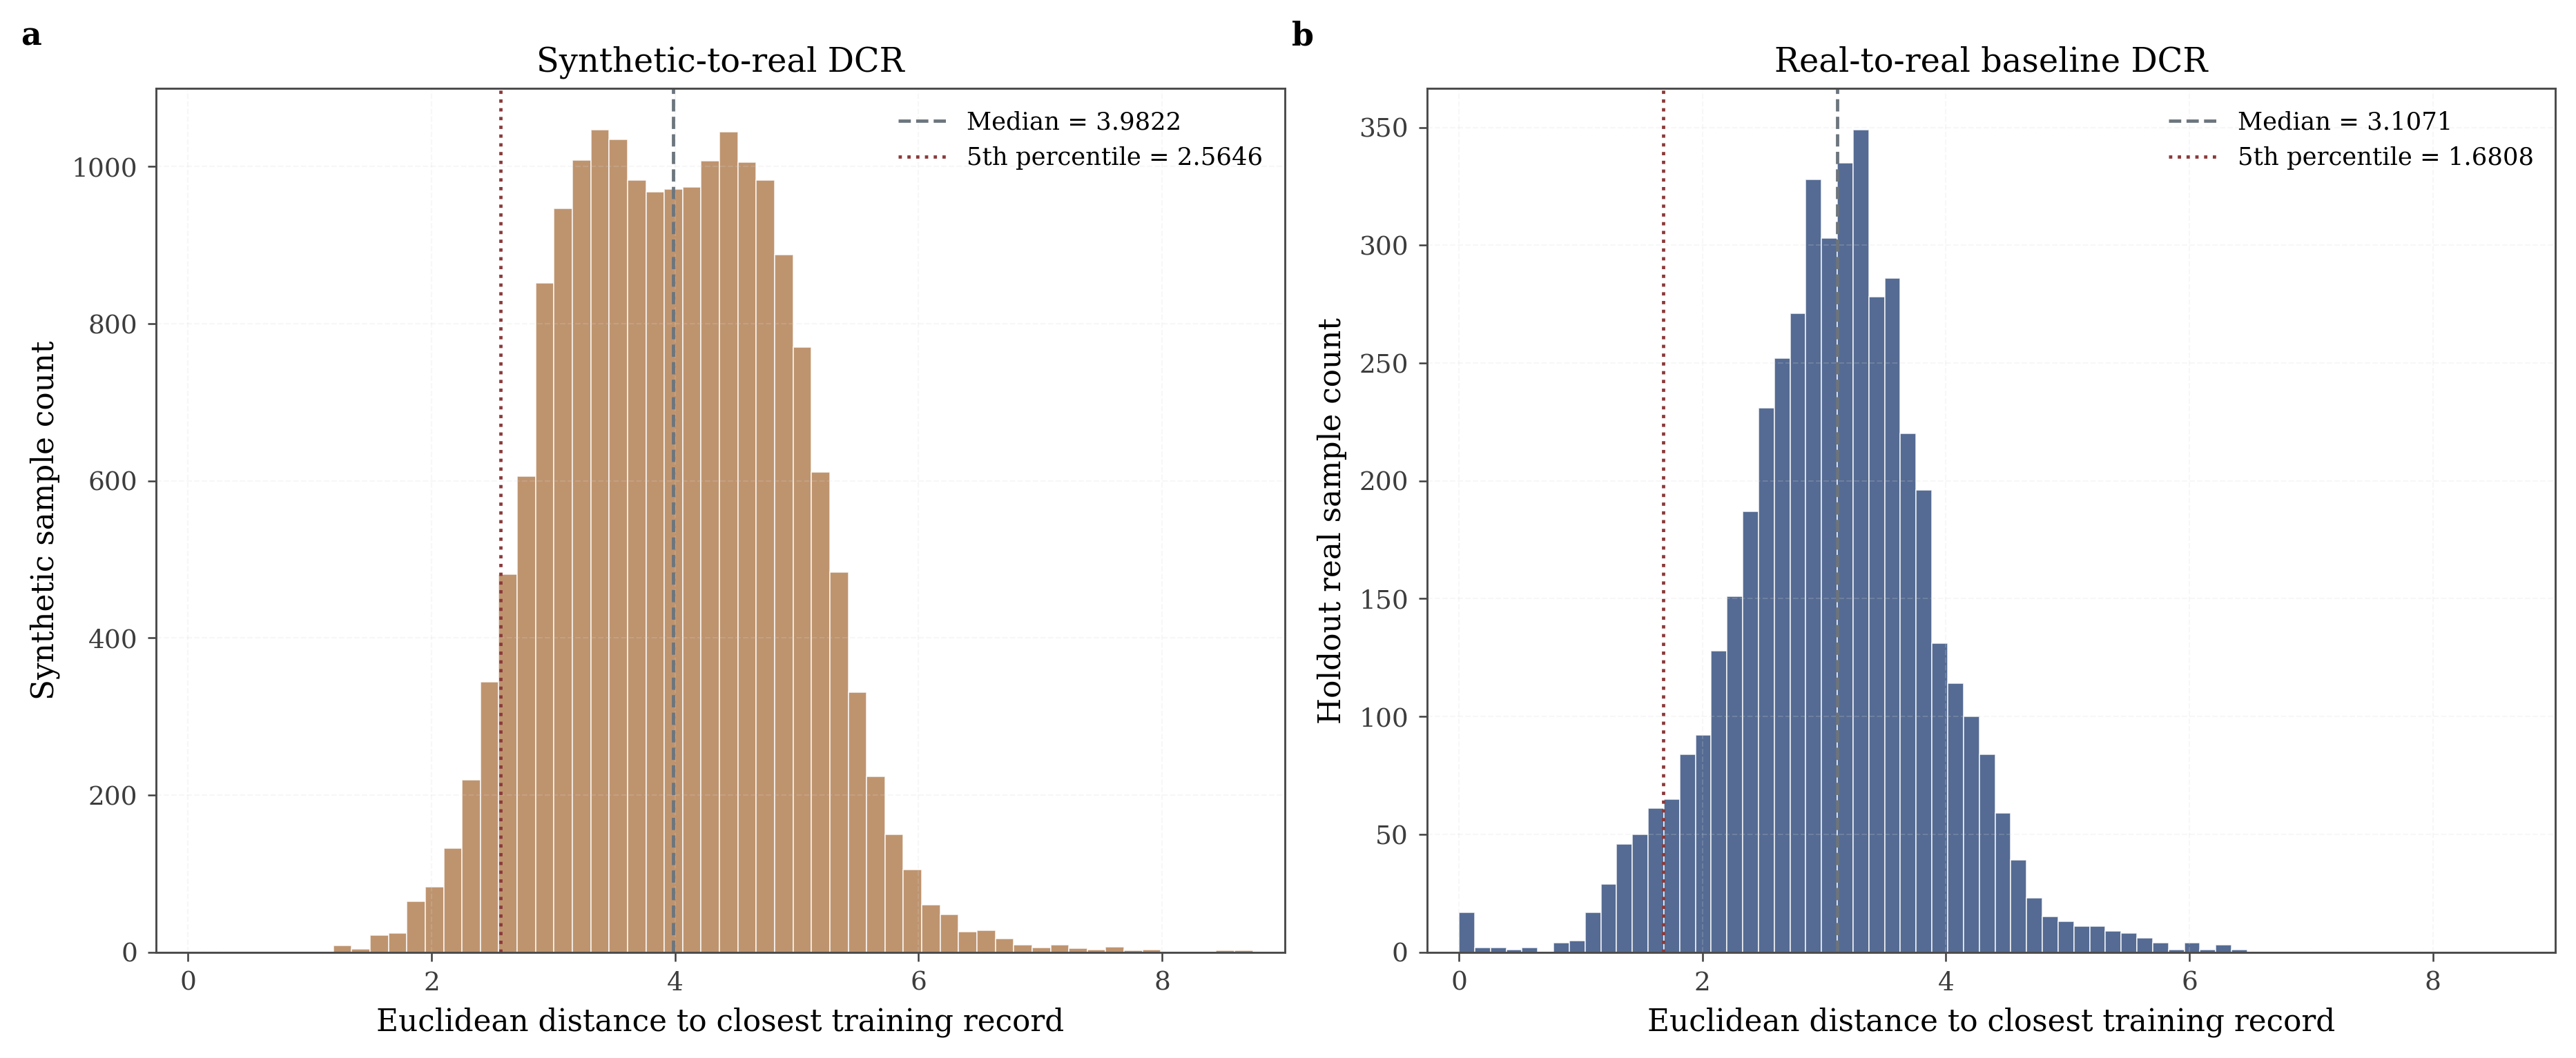 a
Synthetic-to-real DCR
Median = 3.9822
5th percentile = 2.5646
Synthetic sample count
1000
800
600
400
200
0
0 2 4 6 8
Euclidean distance to closest training record
b
Real-to-real baseline DCR
Median = 3.1071
5th percentile = 1.6808
Holdout real sample count
350
300
250
200
150
100
50
0
0 2 4 6 8
Euclidean distance to closest training record